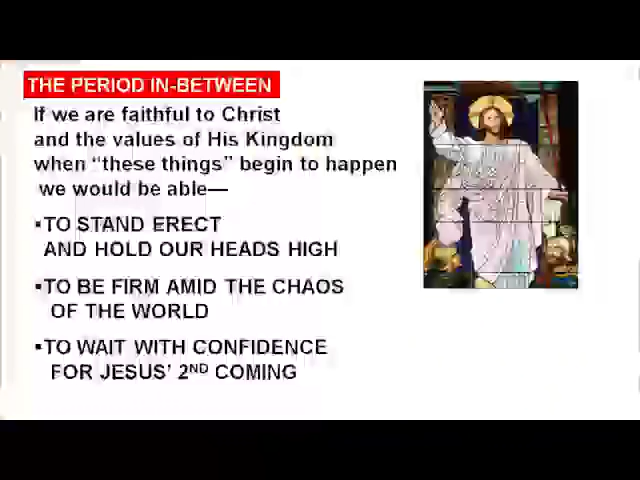 THE PERIOD IN-BETWEEN
If we are faithful to Christ
and the values of His Kingdom
when “these things” begin to happen
we would be able—
▪TO STAND ERECT
AND HOLD OUR HEADS HIGH
▪TO BE FIRM AMID THE CHAOS
OF THE WORLD
▪TO WAIT WITH CONFIDENCE
FOR JESUS’ 2ND COMING